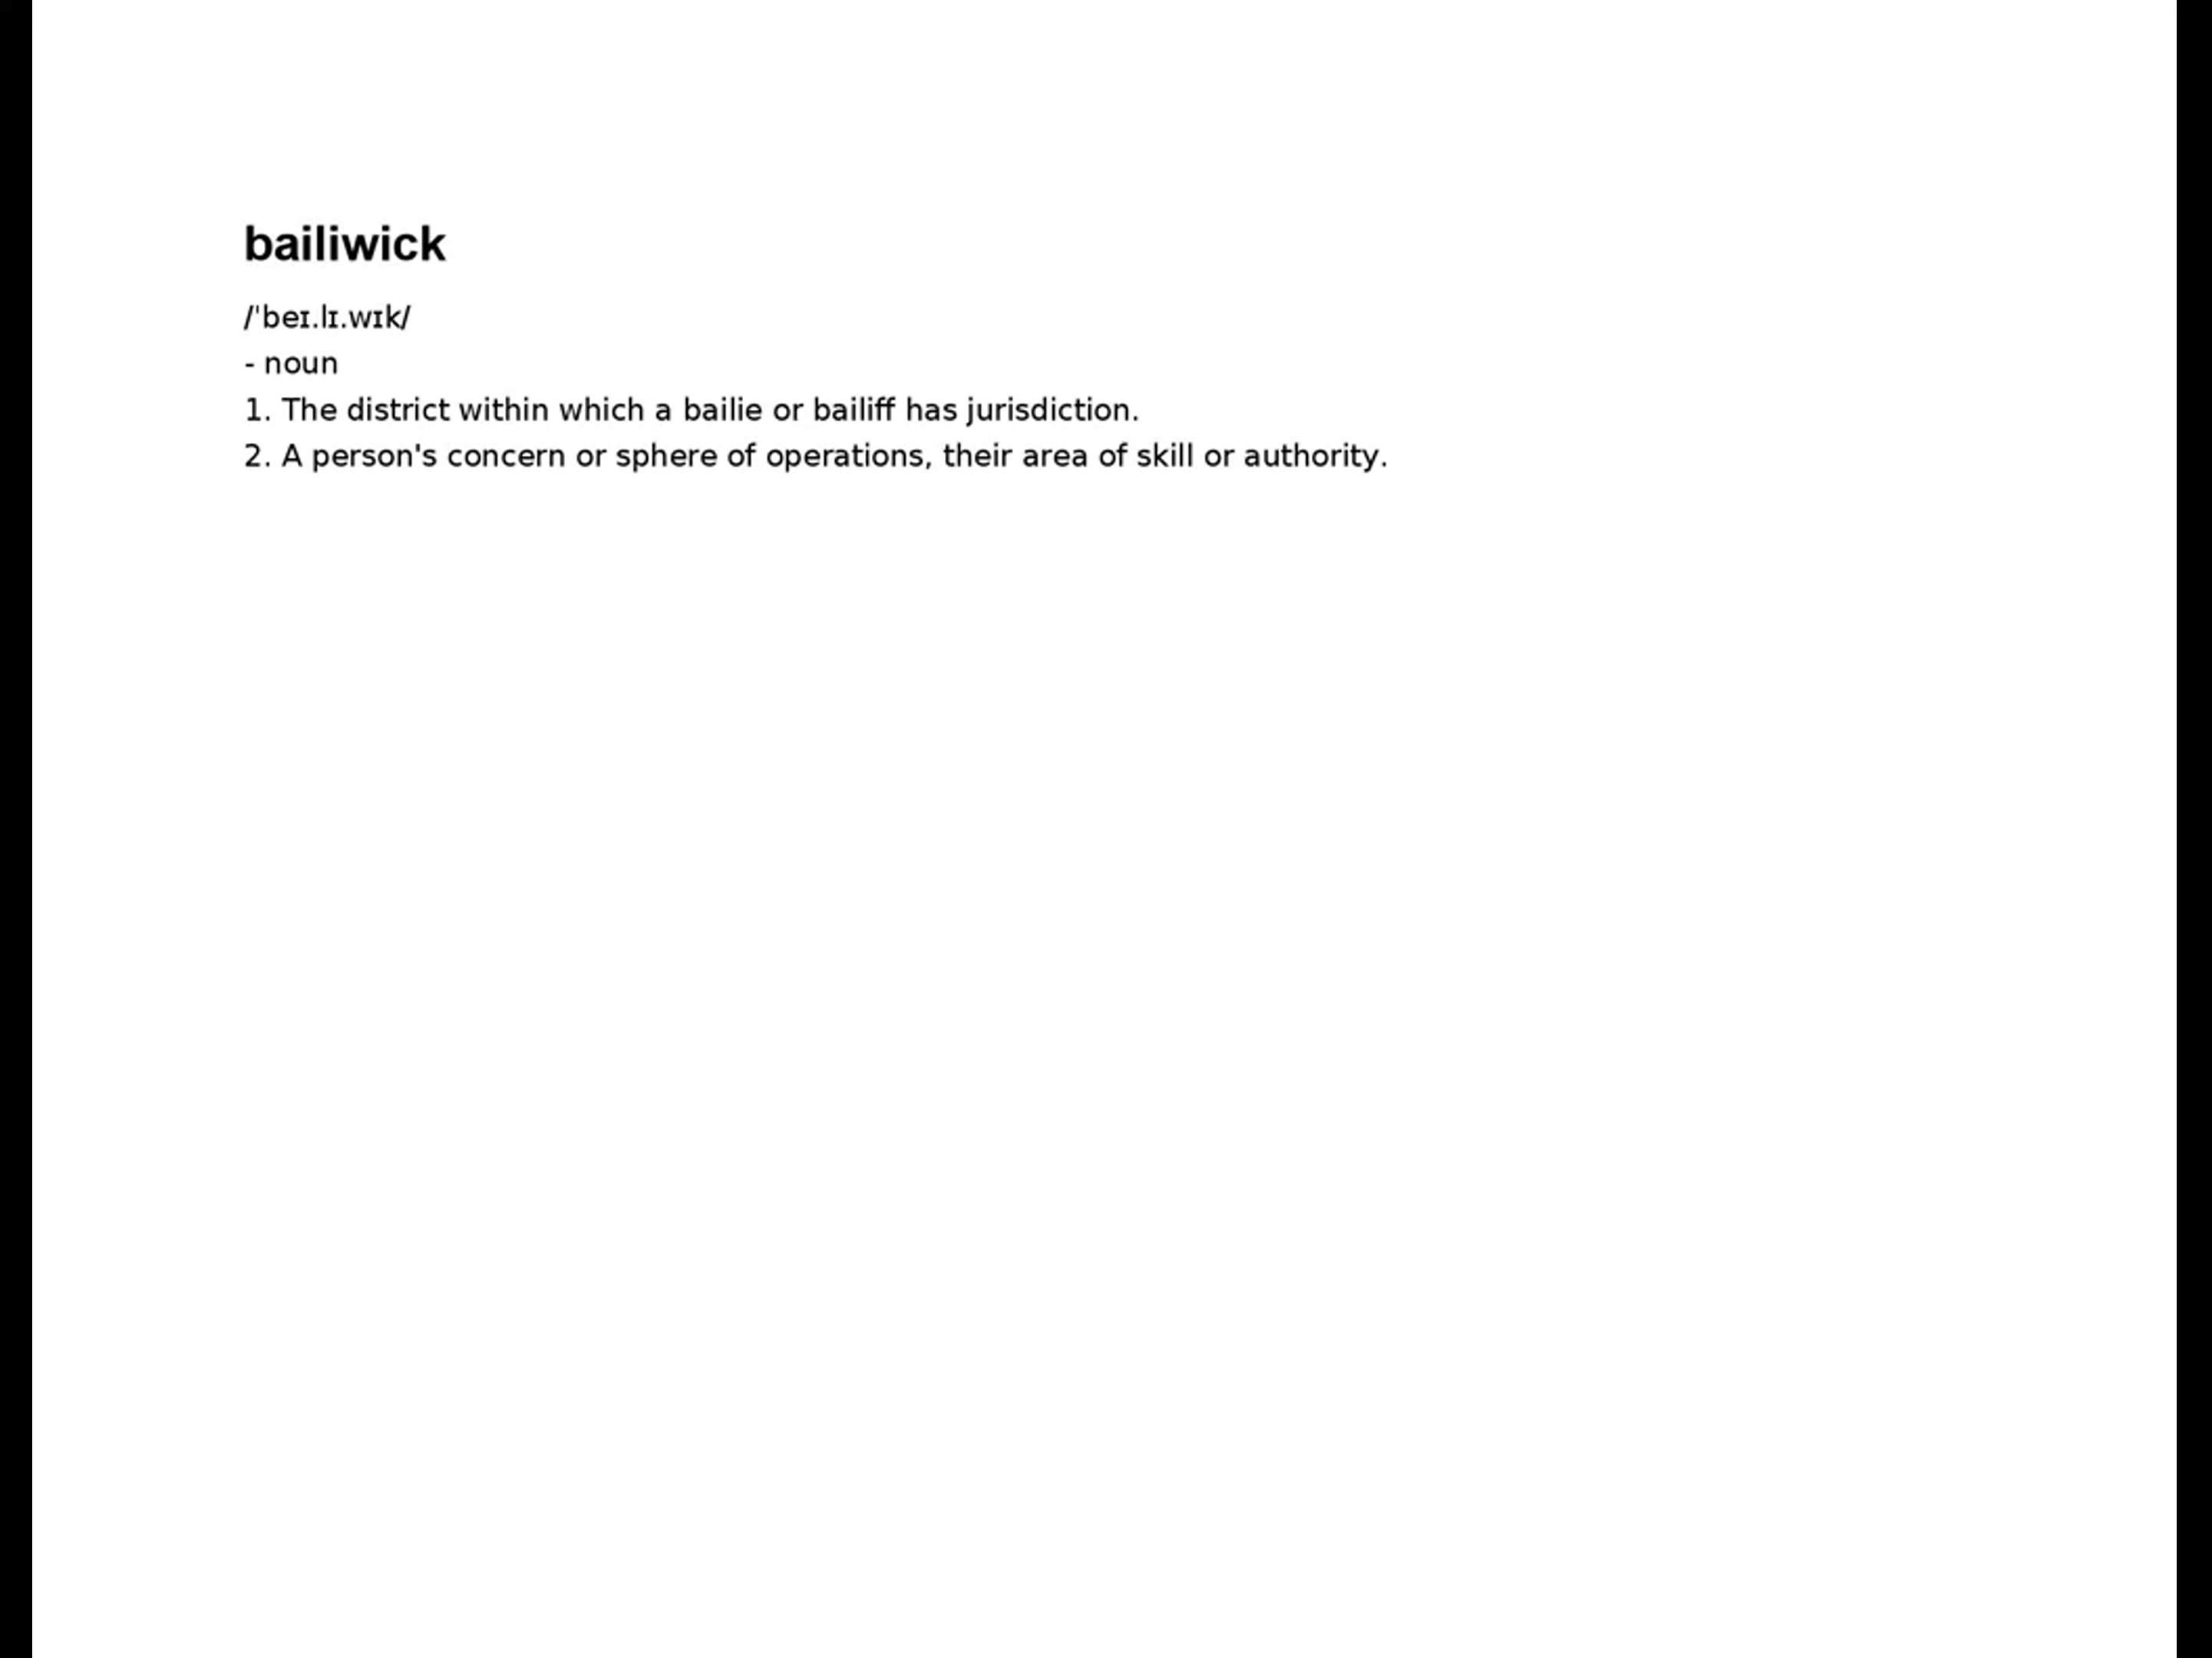 bailiwick
/ˈbeɪ.lɪ.wɪk/
- noun
1. The district within which a bailie or bailiff has jurisdiction.
2. A person's concern or sphere of operations, their area of skill or authority.